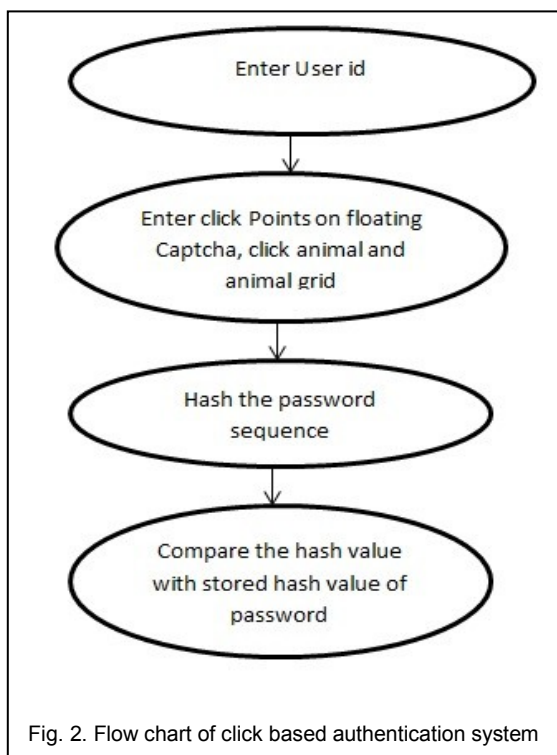 Enter User id
Enter click Points on floating
Captcha, click animal and
animal grid
Hash the password
sequence
Compare the hash value
with stored hash value of
password
Fig. 2. Flow chart of click based authentication system